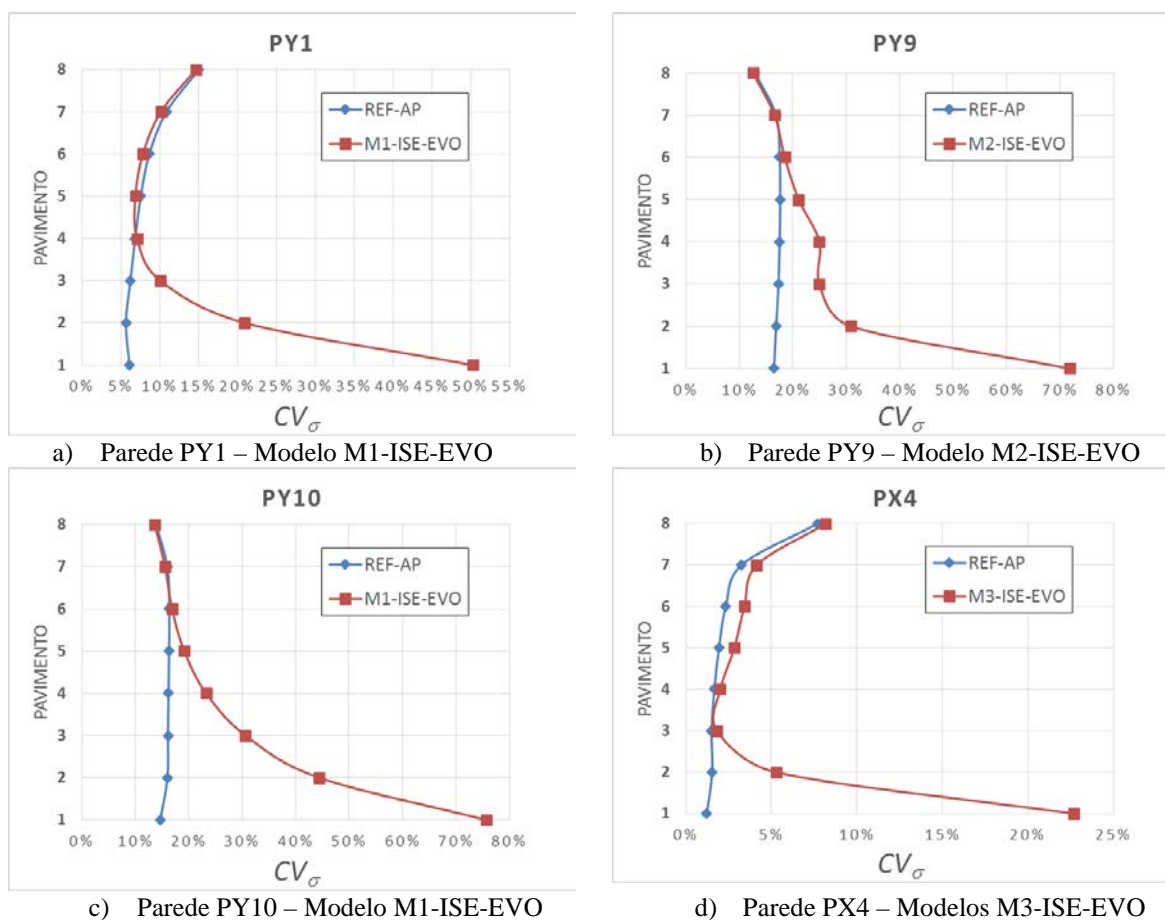 PY1
8
7
6
5
4
3
2
1
PAVIMENTO
REF-AP
M1-ISE-EVO
0% 5% 10% 15% 20% 25% 30% 35% 40% 45% 50% 55%
CVσ
a) Parede PY1 – Modelo M1-ISE-EVO
PY9
8
7
6
5
4
3
2
1
PAVIMENTO
REF-AP
M2-ISE-EVO
0% 10% 20% 30% 40% 50% 60% 70% 80%
CVσ
b) Parede PY9 – Modelo M2-ISE-EVO
PY10
8
7
6
5
4
3
2
1
PAVIMENTO
REF-AP
M1-ISE-EVO
0% 10% 20% 30% 40% 50% 60% 70% 80%
CVσ
c) Parede PY10 – Modelo M1-ISE-EVO
PX4
8
7
6
5
4
3
2
1
PAVIMENTO
REF-AP
M3-ISE-EVO
0% 5% 10% 15% 20% 25%
CVσ
d) Parede PX4 – Modelos M3-ISE-EVO